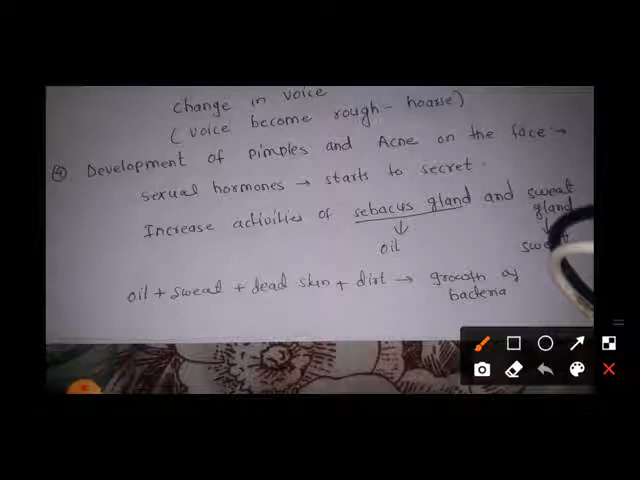 change in voice
(voice become rough - hoarse)
④ Development of Pimples and Acne on the face →
sexual hormones → starts to secret.
Increase activities of sebacus gland and sweat gland
↓ ↓
oil sweat
oil + sweat + dead skin + dirt → growth of
bacteria